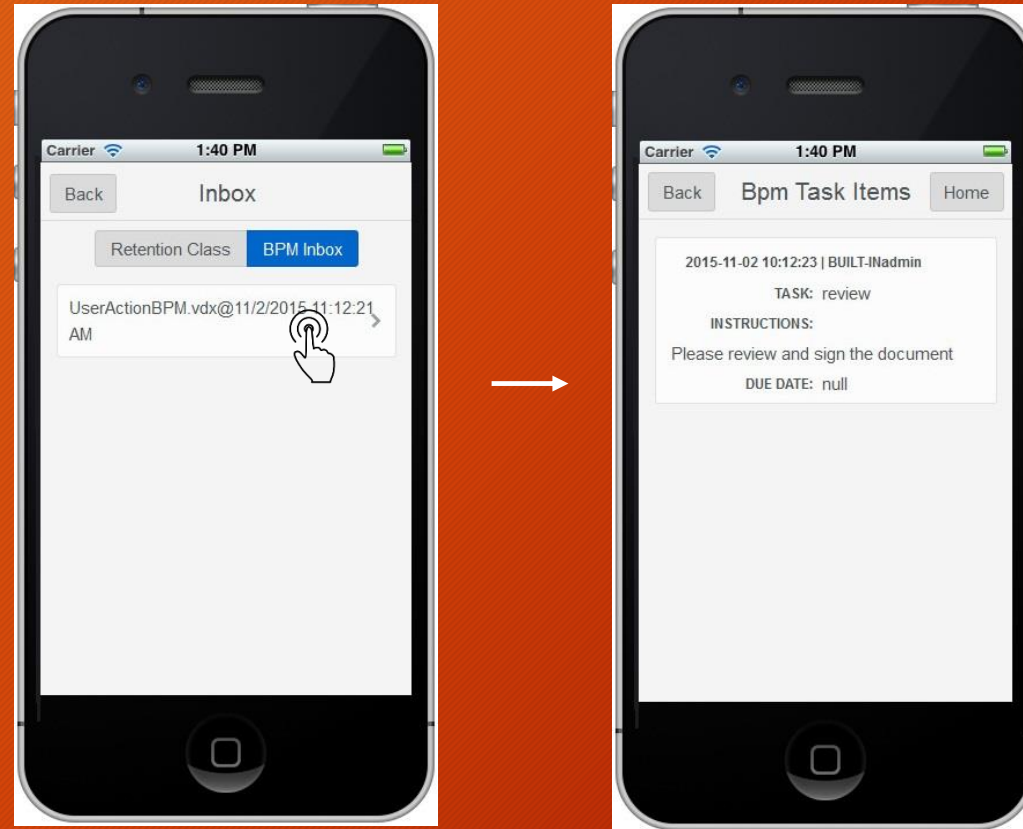 Carrier 1:40 PM
Back Inbox
Retention Class BPM Inbox
UserActionBPM.vdx@11/2/2015 11:12:21
AM
Carrier 1:40 PM
Back Bpm Task Items Home
2015-11-02 10:12:23 | BUILT-INadmin
TASK: review
INSTRUCTIONS:
Please review and sign the document
DUE DATE: null